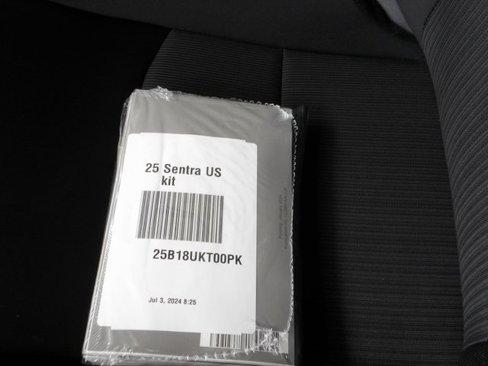 25 Sentra US
kit
25B18UKT00PK
Jul 3, 2024 8:25